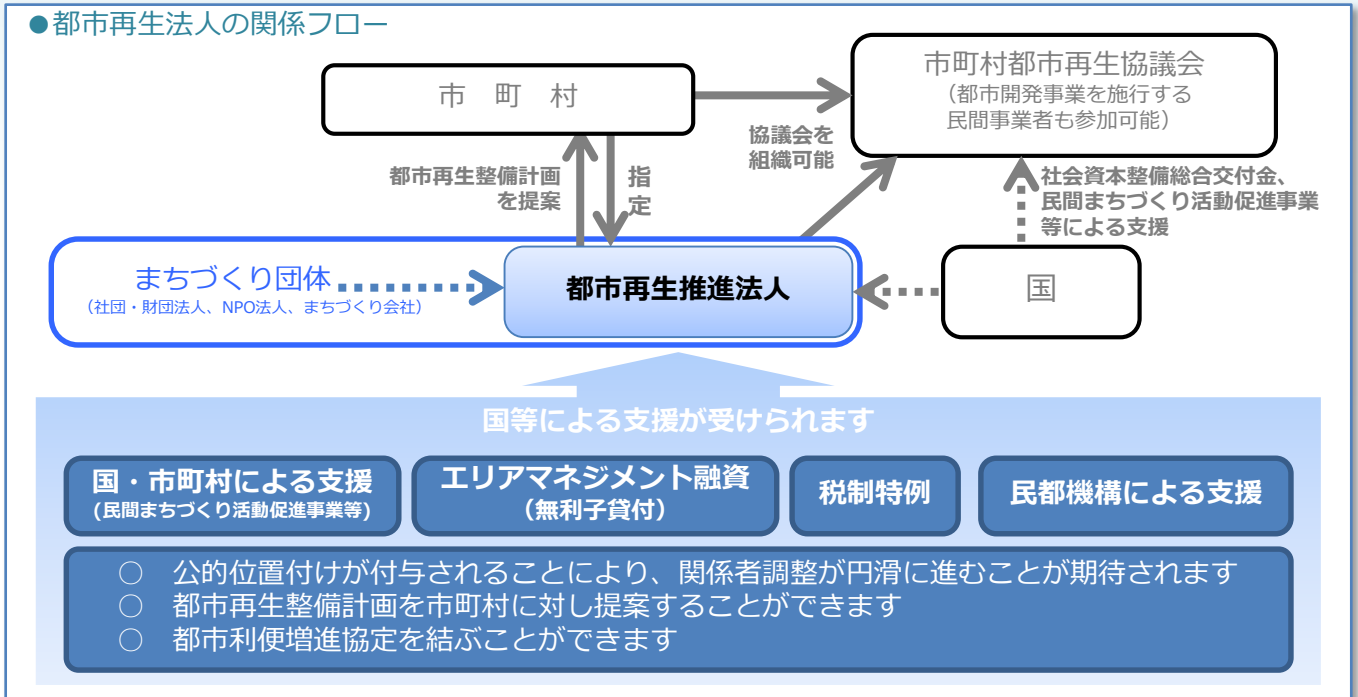 ●都市再生法人の関係フロー
市　町　村
市町村都市再生協議会
（都市開発事業を施行する
民間事業者も参加可能）
協議会を
組織可能
都市再生整備計画
を提案
指
定
社会資本整備総合交付金、
民間まちづくり活動促進事業
等による支援
まちづくり団体
（社団・財団法人、NPO法人、まちづくり会社）
都市再生推進法人
国
国等による支援が受けられます
国・市町村による支援
(民間まちづくり活動促進事業等)
エリアマネジメント融資
（無利子貸付）
税制特例
民都機構による支援
○　公的位置付けが付与されることにより、関係者調整が円滑に進むことが期待されます
○　都市再生整備計画を市町村に対し提案することができます
○　都市利便増進協定を結ぶことができます